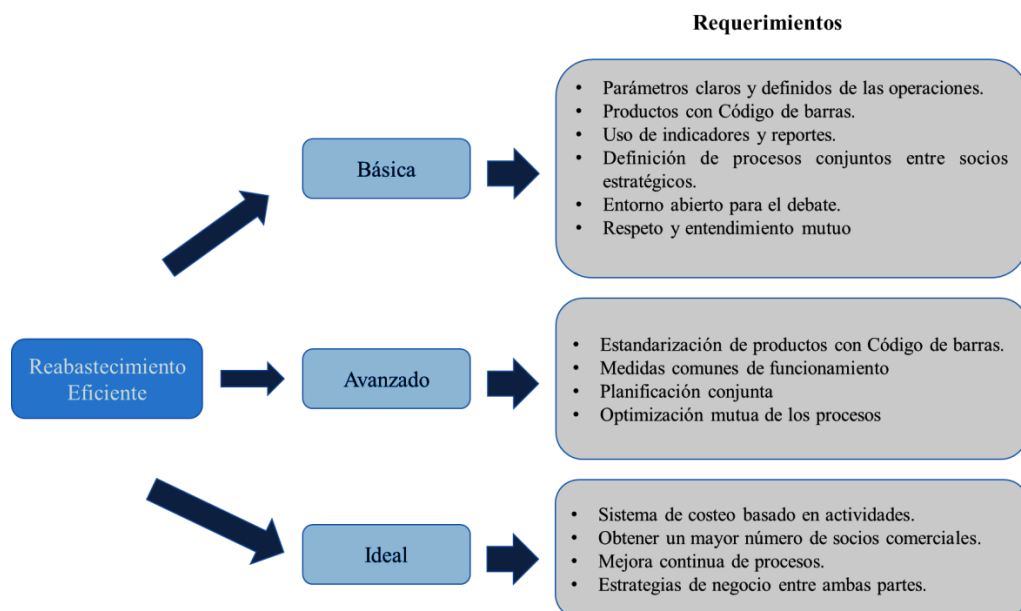 Requerimientos
Reabastecimiento
Eficiente
Básica
• Parámetros claros y definidos de las operaciones.
• Productos con Código de barras.
• Uso de indicadores y reportes.
• Definición de procesos conjuntos entre socios
estratégicos.
• Entorno abierto para el debate.
• Respeto y entendimiento mutuo
Avanzado
• Estandarización de productos con Código de barras.
• Medidas comunes de funcionamiento
• Planificación conjunta
• Optimización mutua de los procesos
Ideal
• Sistema de costeo basado en actividades.
• Obtener un mayor número de socios comerciales.
• Mejora continua de procesos.
• Estrategias de negocio entre ambas partes.